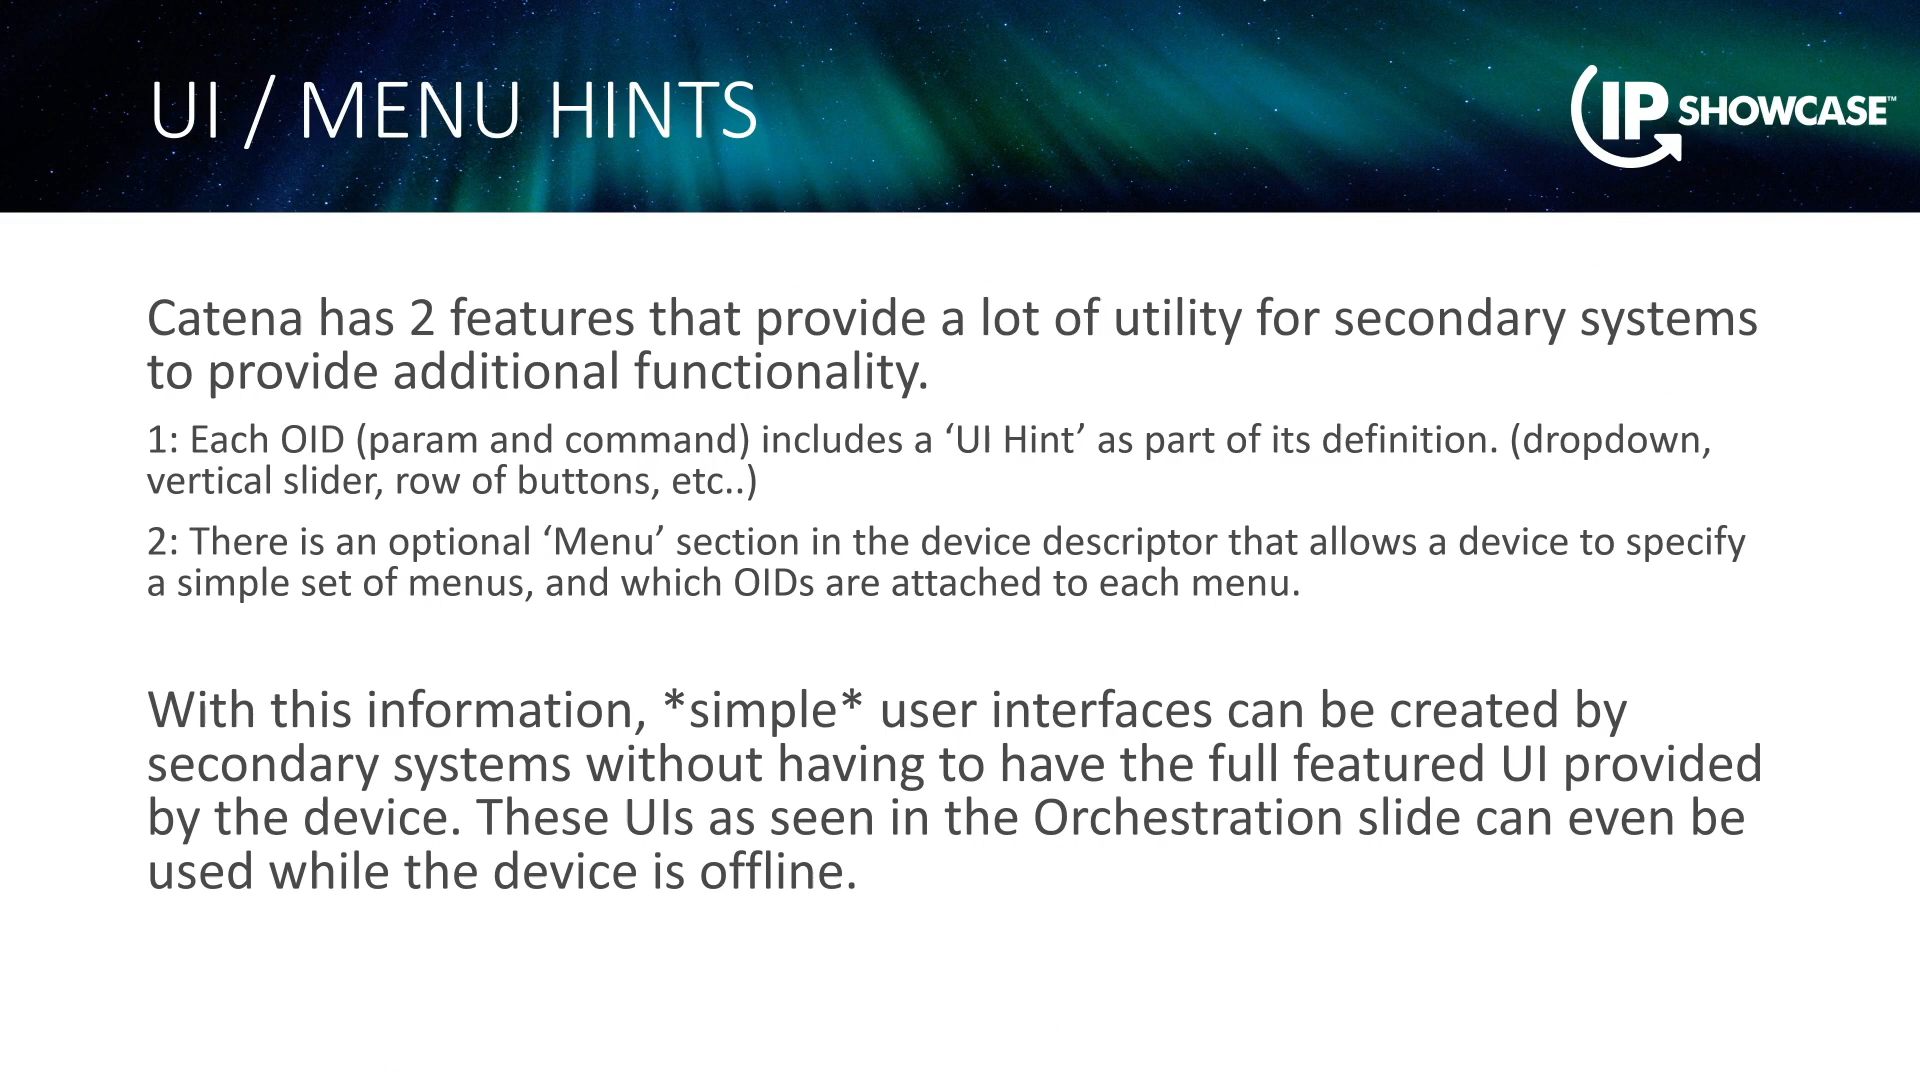 UI / MENU HINTS
IP SHOWCASE™
Catena has 2 features that provide a lot of utility for secondary systems
to provide additional functionality.
1: Each OID (param and command) includes a ‘UI Hint’ as part of its definition. (dropdown,
vertical slider, row of buttons, etc..)
2: There is an optional ‘Menu’ section in the device descriptor that allows a device to specify
a simple set of menus, and which OIDs are attached to each menu.
With this information, *simple* user interfaces can be created by
secondary systems without having to have the full featured UI provided
by the device. These UIs as seen in the Orchestration slide can even be
used while the device is offline.